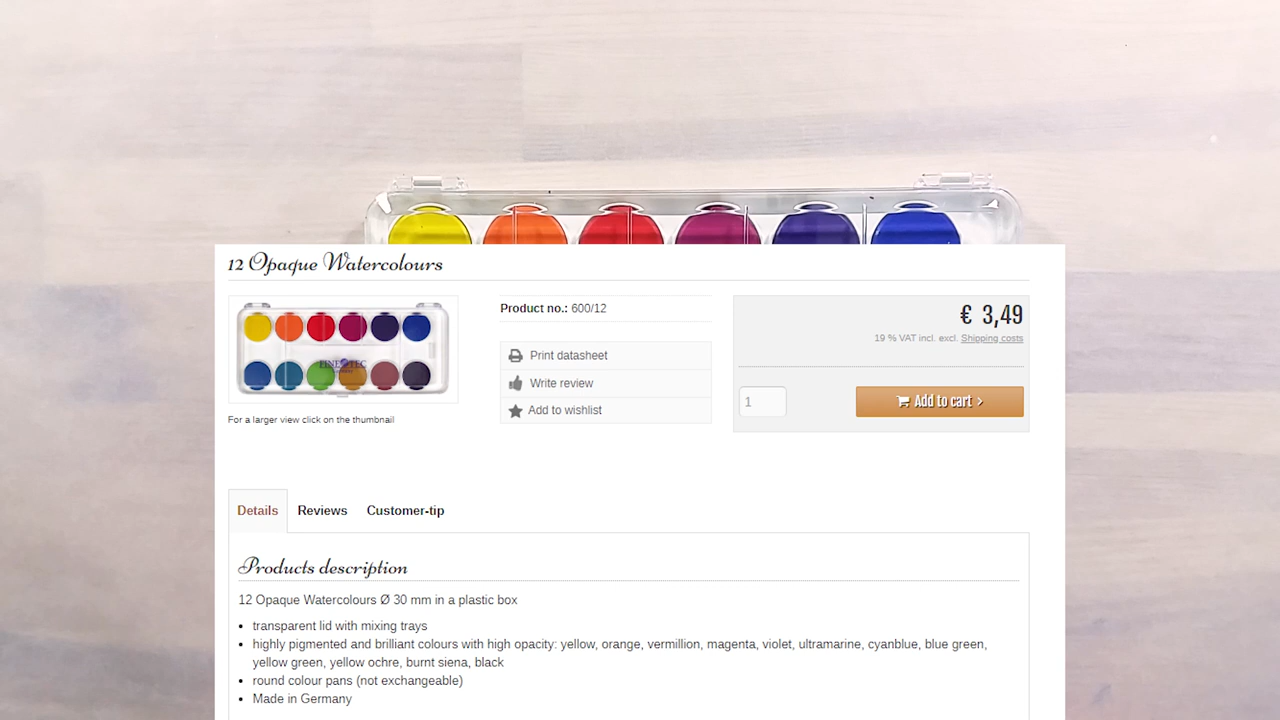 12 Opaque Watercolours
FINETEC
Product no.: 600/12
€ 3,49
19 % VAT incl. excl. Shipping costs
Print datasheet
Write review
Add to wishlist
1
Add to cart >
For a larger view click on the thumbnail
Details
Reviews
Customer-tip
Products description
12 Opaque Watercolours Ø 30 mm in a plastic box
• transparent lid with mixing trays
• highly pigmented and brilliant colours with high opacity: yellow, orange, vermillion, magenta, violet, ultramarine, cyanblue, blue green,
yellow green, yellow ochre, burnt siena, black
• round colour pans (not exchangeable)
• Made in Germany